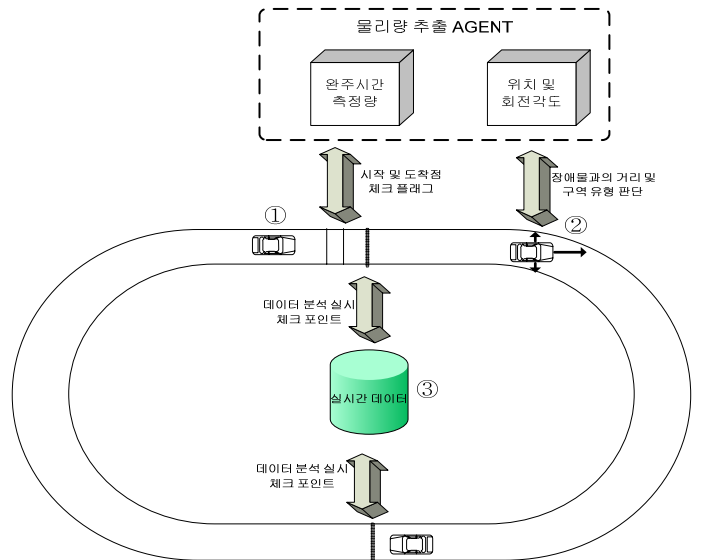 물리량 추출 AGENT
완주시간
측정량
위치 및
회전각도
시작 및 도착점
체크 플래그
장애물과의 거리 및
구역 유형 판단
①
②
데이터 분석 실시
체크 포인트
실시간 데이터
③
데이터 분석 실시
체크 포인트